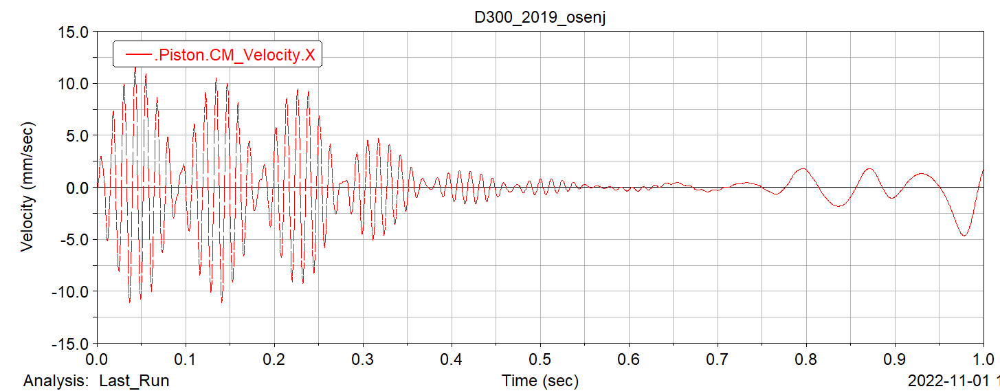 D300_2019_osenj
15.0
.Piston.CM_Velocity.X
10.0
5.0
Velocity (mm/sec)
0.0
-5.0
-10.0
-15.0
0.0 0.1 0.2 0.3 0.4 0.5 0.6 0.7 0.8 0.9 1.0
Analysis: Last_Run Time (sec) 2022-11-01